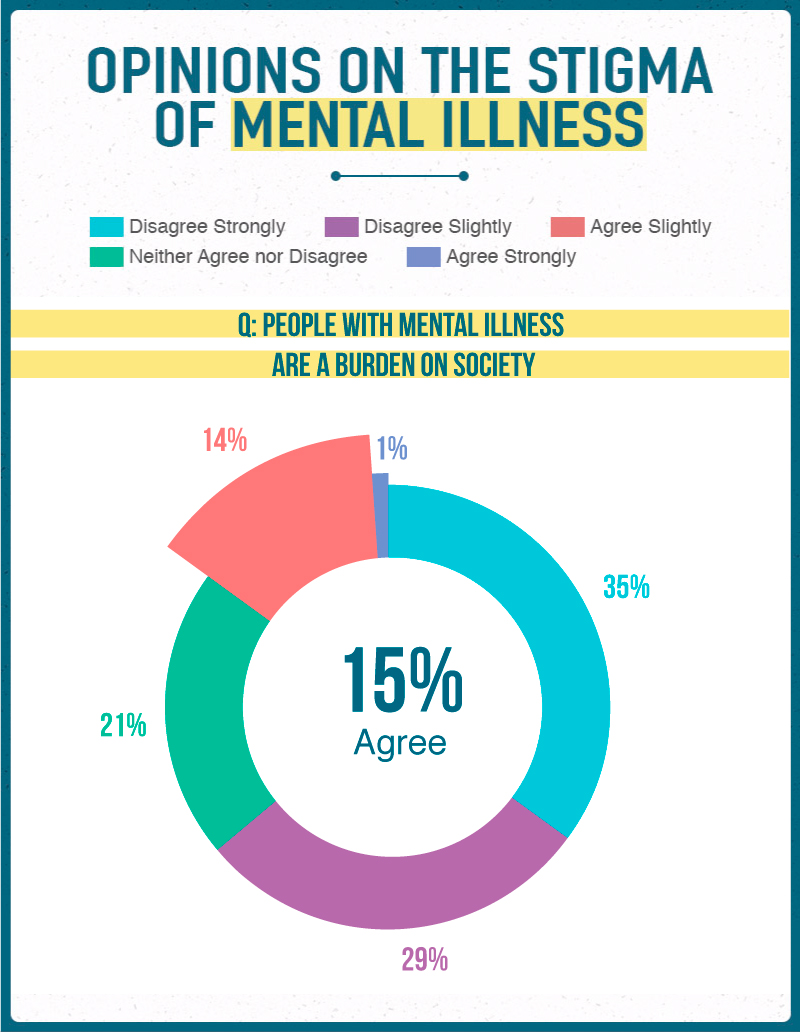 OPINIONS ON THE STIGMA
OF MENTAL ILLNESS
Disagree Strongly
Disagree Slightly
Agree Slightly
Neither Agree nor Disagree
Agree Strongly
Q: PEOPLE WITH MENTAL ILLNESS
ARE A BURDEN ON SOCIETY
14%
1%
35%
15%
Agree
21%
29%